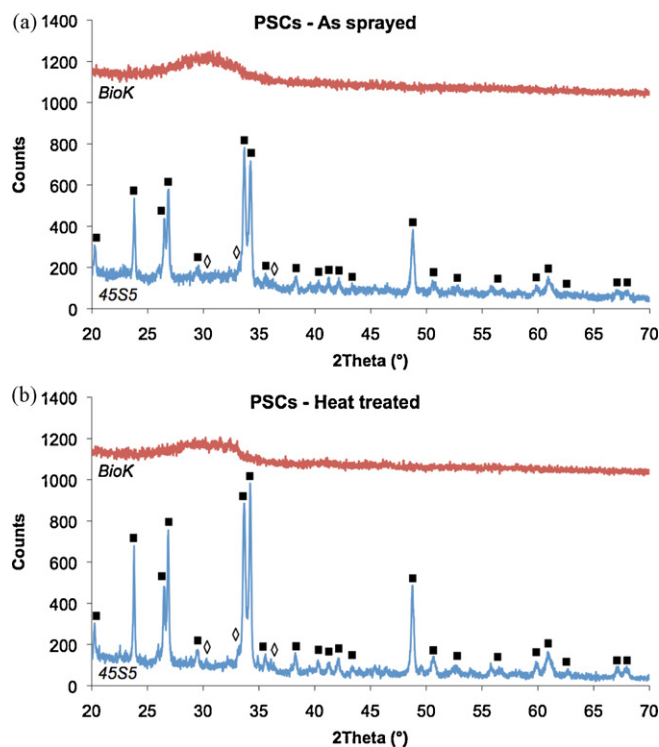 (a)
PSCs - As sprayed
1400
1200
1000
800
600
400
200
0
Counts
BioK
45S5
20 25 30 35 40 45 50 55 60 65 70
2Theta (°)
(b)
PSCs - Heat treated
1400
1200
1000
800
600
400
200
0
Counts
BioK
45S5
20 25 30 35 40 45 50 55 60 65 70
2Theta (°)